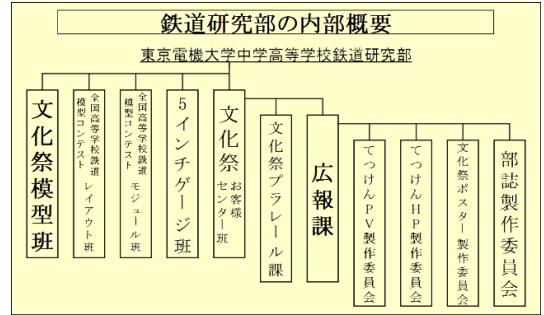 鉄道研究部の内部概要
東京電機大学中学高等学校鉄道研究部
文化祭模型班
全国高等学校鉄道
模型コンテスト
レイアウト班
全国高等学校鉄道
模型コンテスト
モジュール班
5インチゲージ班
文化祭
お客様
センター班
文化祭プラレール課
広報課
てつけんPV製作委員会
てつけんHP製作委員会
文化祭ポスター製作委員会
部誌製作委員会